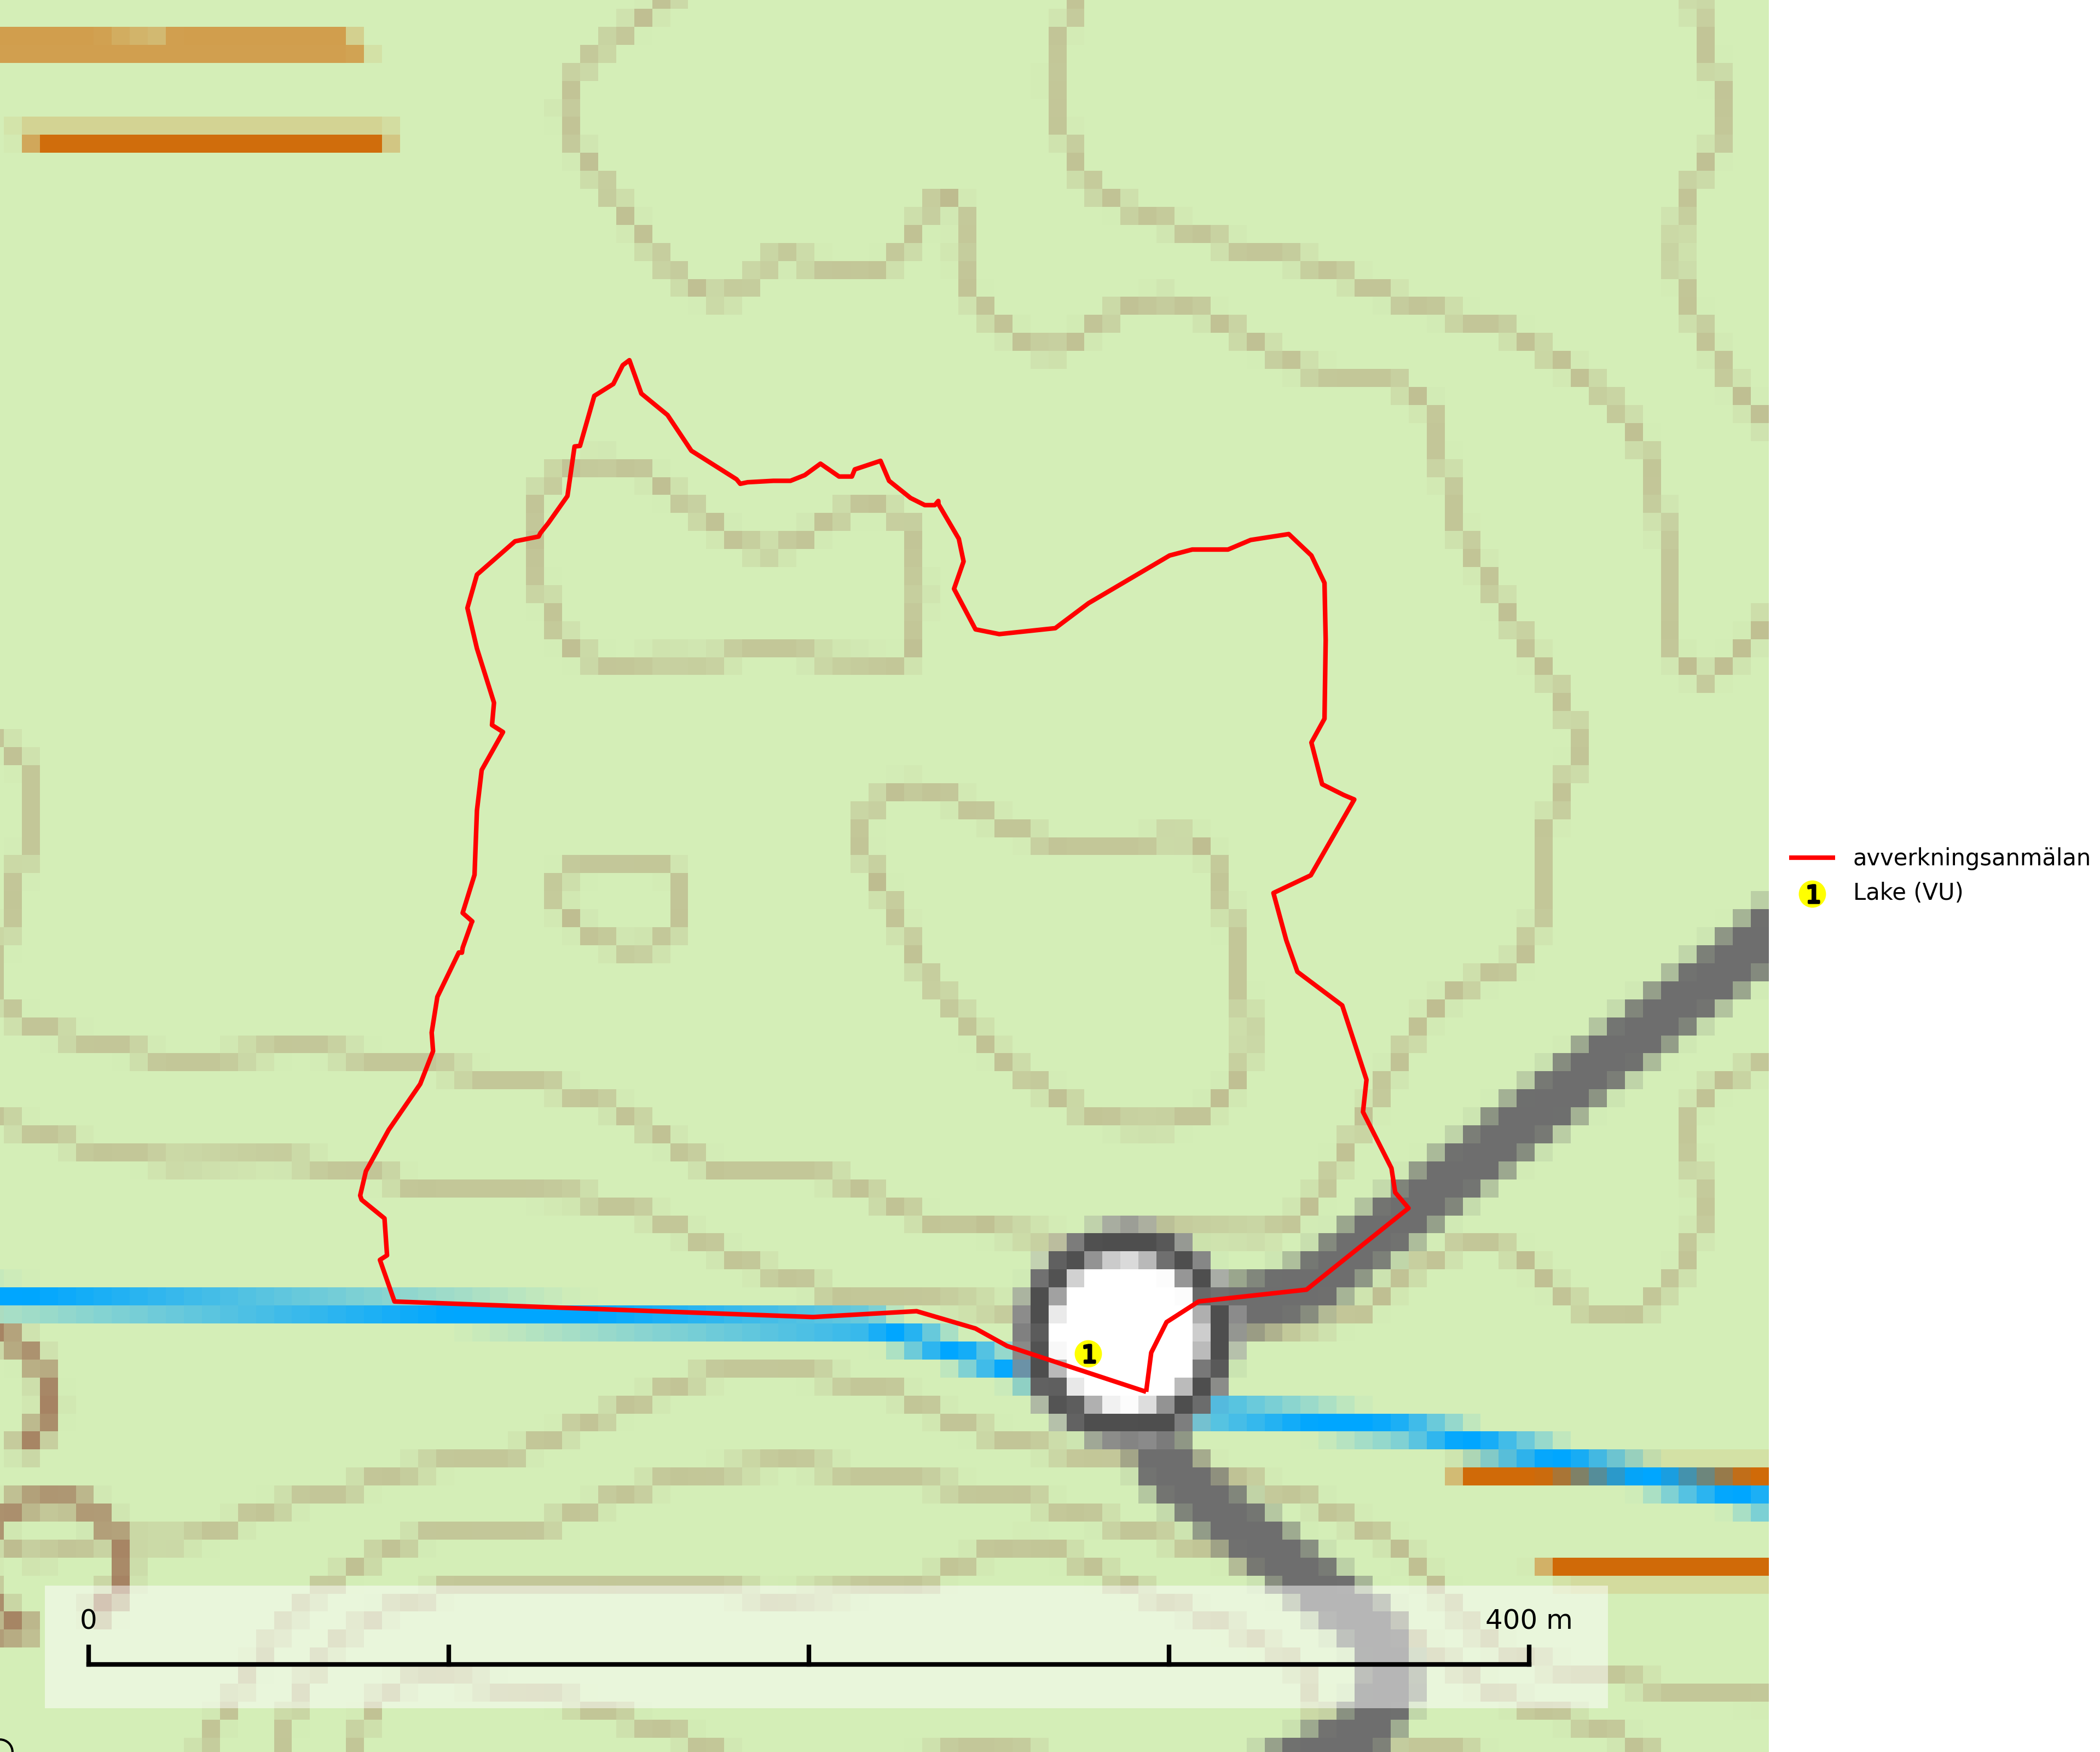 avverkningsanmälan
1 Lake (VU)
1
0 400 m